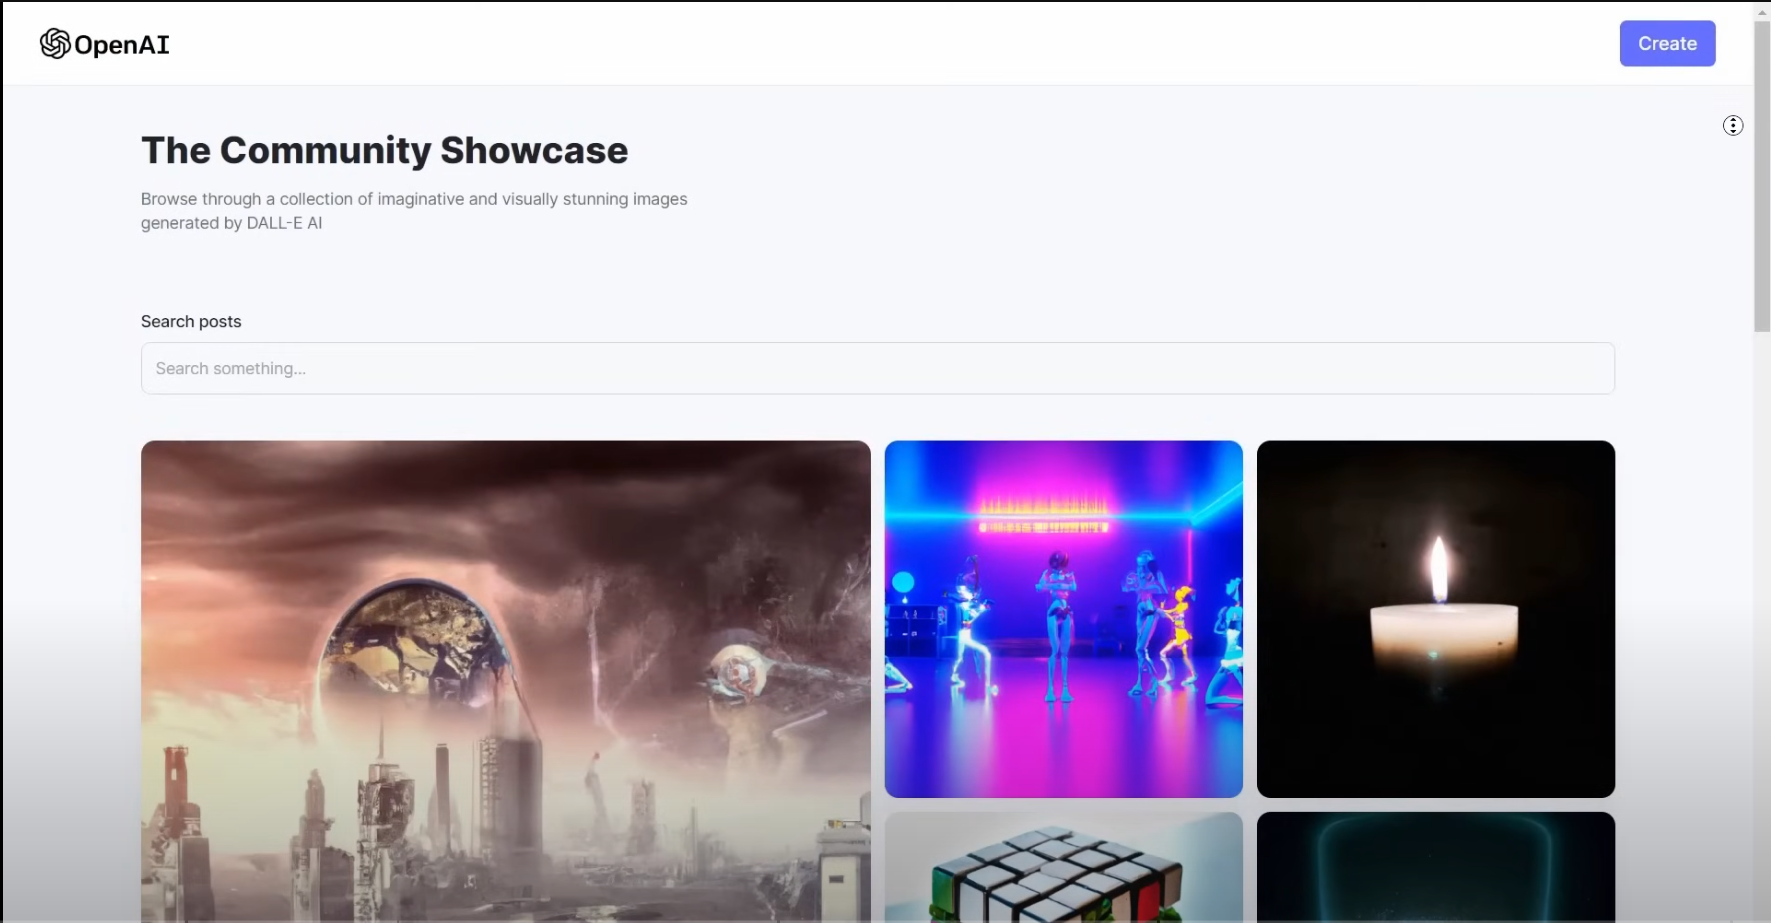 OpenAI
Create
The Community Showcase
Browse through a collection of imaginative and visually stunning images
generated by DALL-E AI
Search posts
Search something...